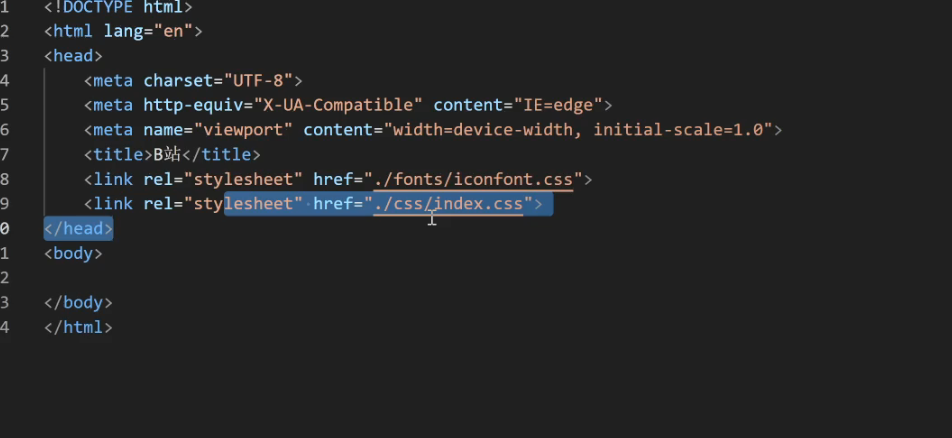 1 <!DOCTYPE html>
2 <html lang="en">
3 <head>
4 <meta charset="UTF-8">
5 <meta http-equiv="X-UA-Compatible" content="IE=edge">
6 <meta name="viewport" content="width=device-width, initial-scale=1.0">
7 <title>B站</title>
8 <link rel="stylesheet" href="./fonts/iconfont.css">
9 <link rel="stylesheet" href="./css/index.css">
0 </head>
1 <body>
2
3 </body>
4 </html>